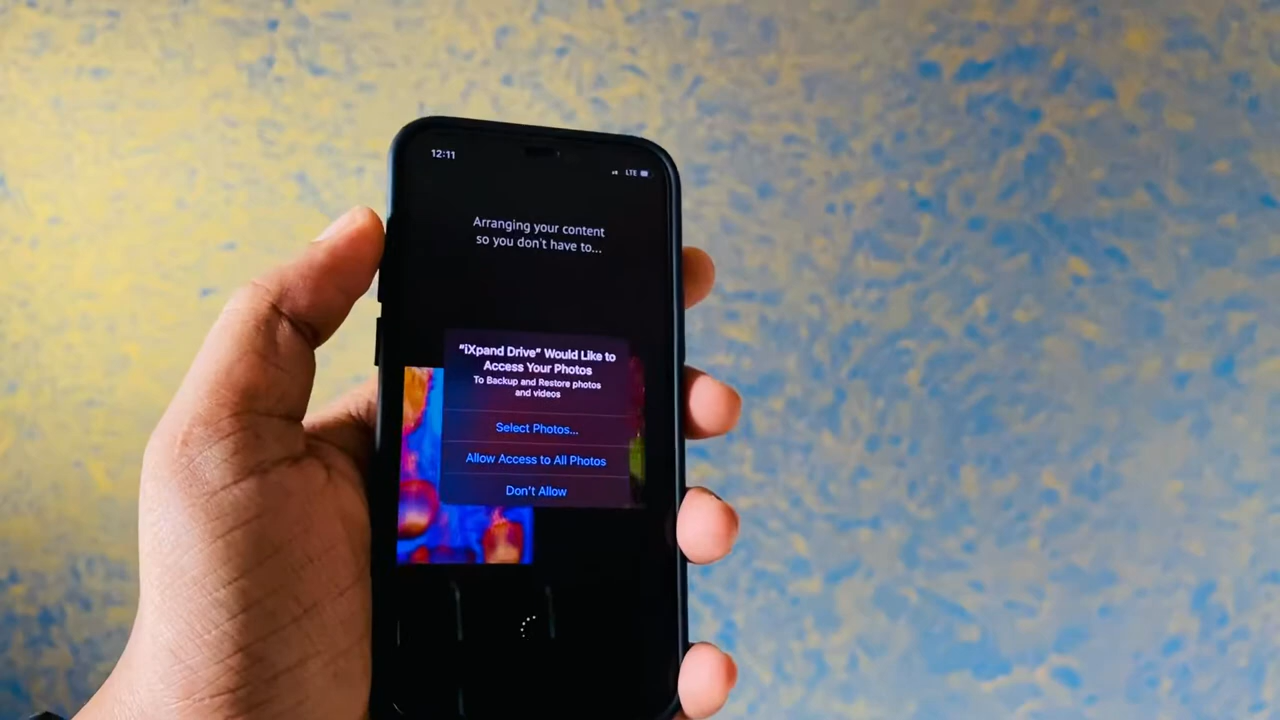 12:11
LTE
Arranging your content
so you don't have to...
“iXpand Drive” Would Like to
Access Your Photos
To Backup and Restore photos
and videos
Select Photos...
Allow Access to All Photos
Don't Allow